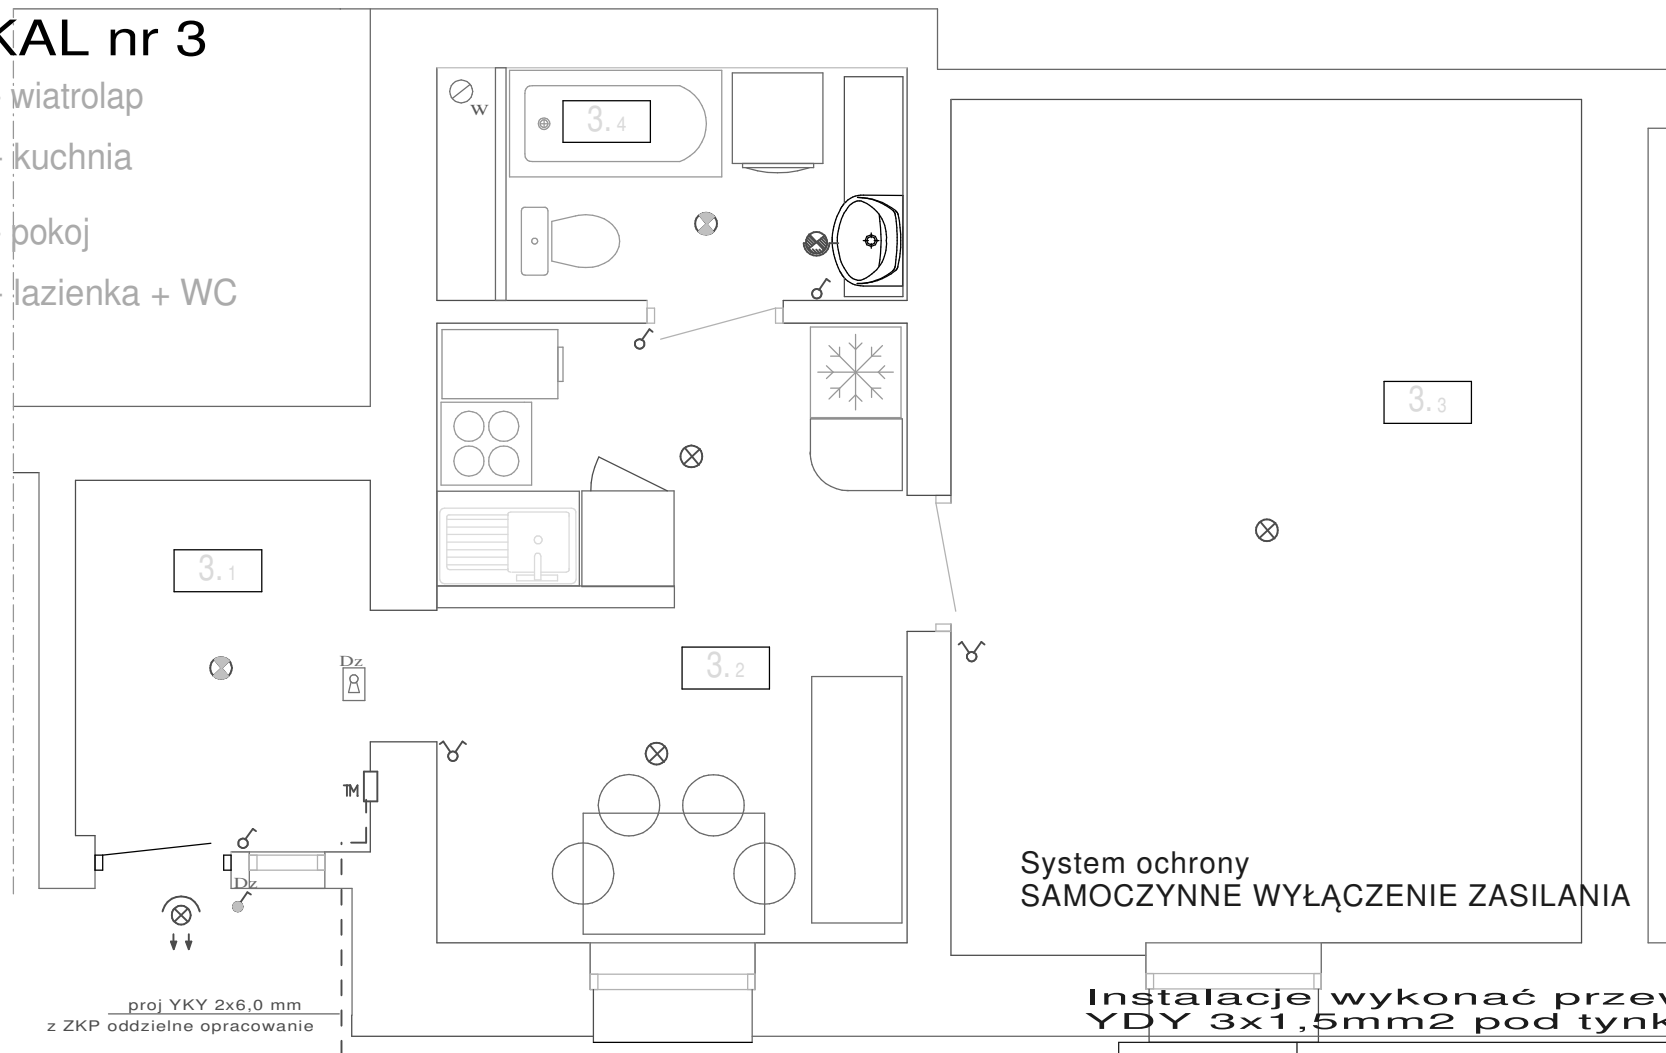 KAL nr 3
wiatrolap
- kuchnia
pokoj
- lazienka + WC
W
3. 4
3. 3
3. 1
Dz
3. 2
TM
Dz
System ochrony
SAMOCZYNNE WYŁĄCZENIE ZASILANIA
proj YKY 2x6,0 mm
z ZKP oddzielne opracowanie
Instalacje wykonać przew
YDY 3x1,5mm2 pod tynk